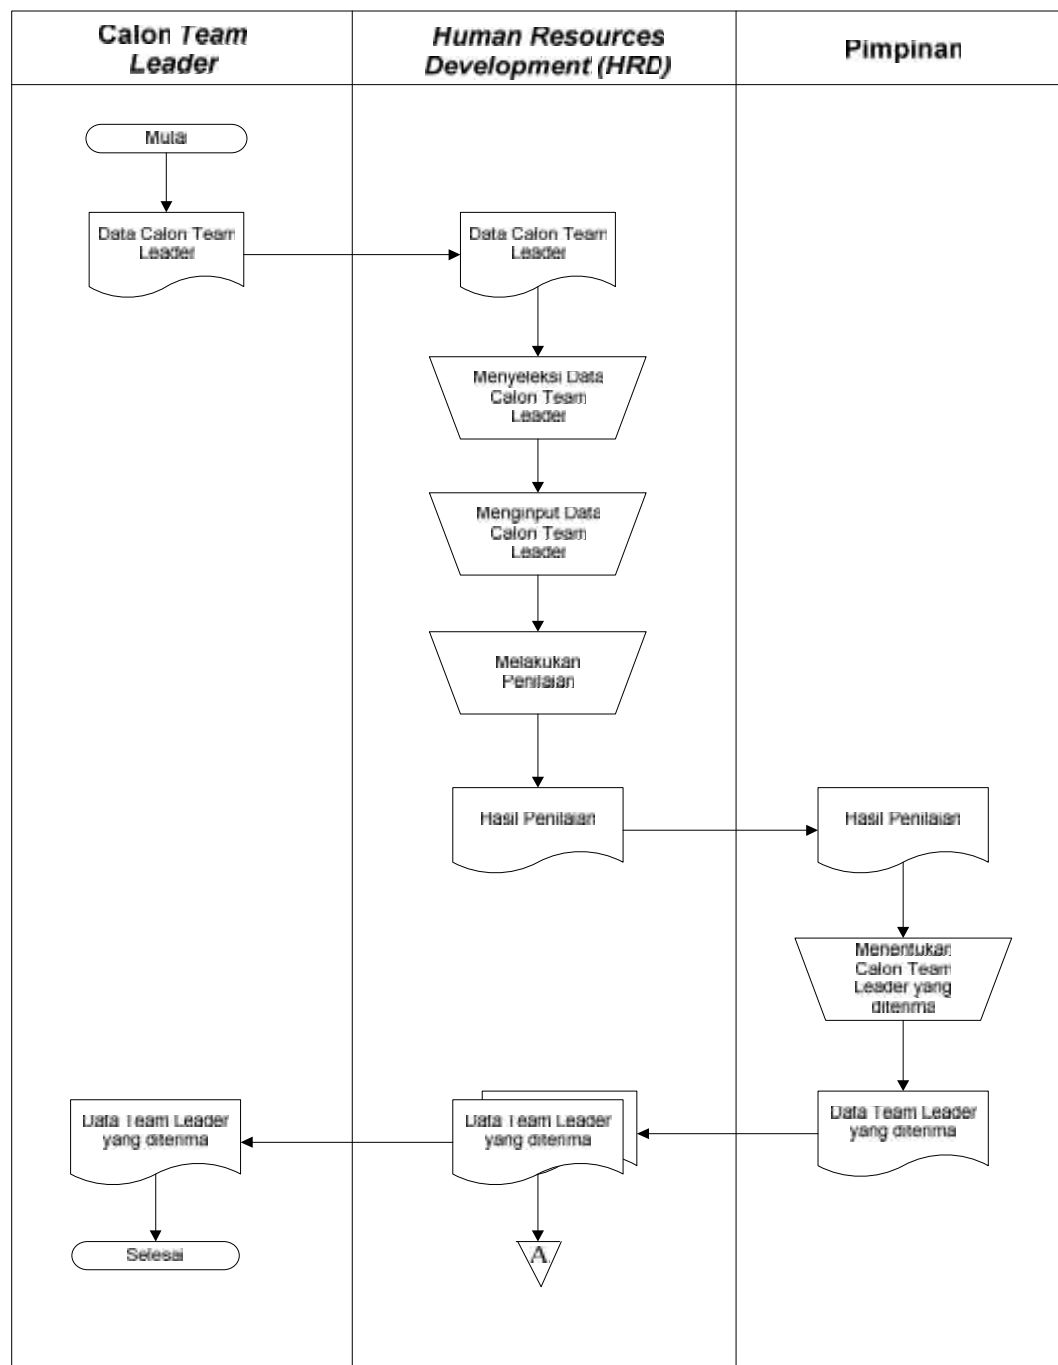 Calon Team
Leader
Human Resources
Development (HRD)
Pimpinan
Mulai
Data Calon Team
Leader
Data Calon Team
Leader
Menyeleksi Data
Calon Team
Leader
Menginput Data
Calon Team
Leader
Melakukan
Penilaian
Hasil Penilaian
Hasil Penilaian
Menentukan
Calon Team
Leader yang
diterima
Data Team Leader
yang diterima
Data Team Leader
yang diterima
Data Team Leader
yang diterima
Selesai
A